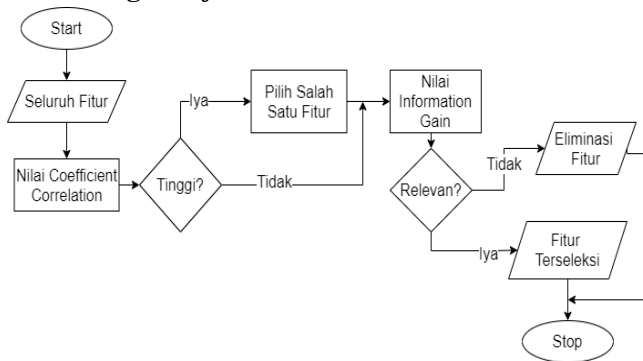 Start
Seluruh Fitur
Nilai Coefficient
Correlation
Tinggi?
Iya
Pilih Salah
Satu Fitur
Tidak
Nilai
Information
Gain
Relevan?
Tidak
Eliminasi
Fitur
Iya
Fitur
Terseleksi
Stop